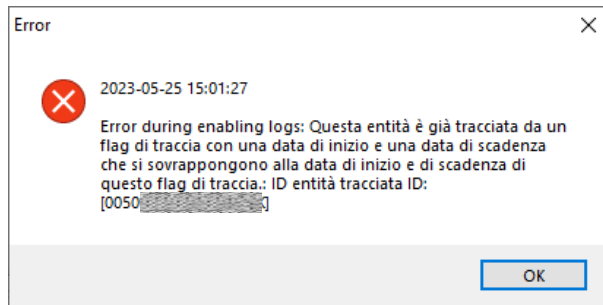 Error
2023-05-25 15:01:27
Error during enabling logs: Questa entità è già tracciata da un
flag di traccia con una data di inizio e una data di scadenza
che si sovrappongono alla data di inizio e di scadenza di
questo flag di traccia.: ID entità tracciata ID:
[0050
OK